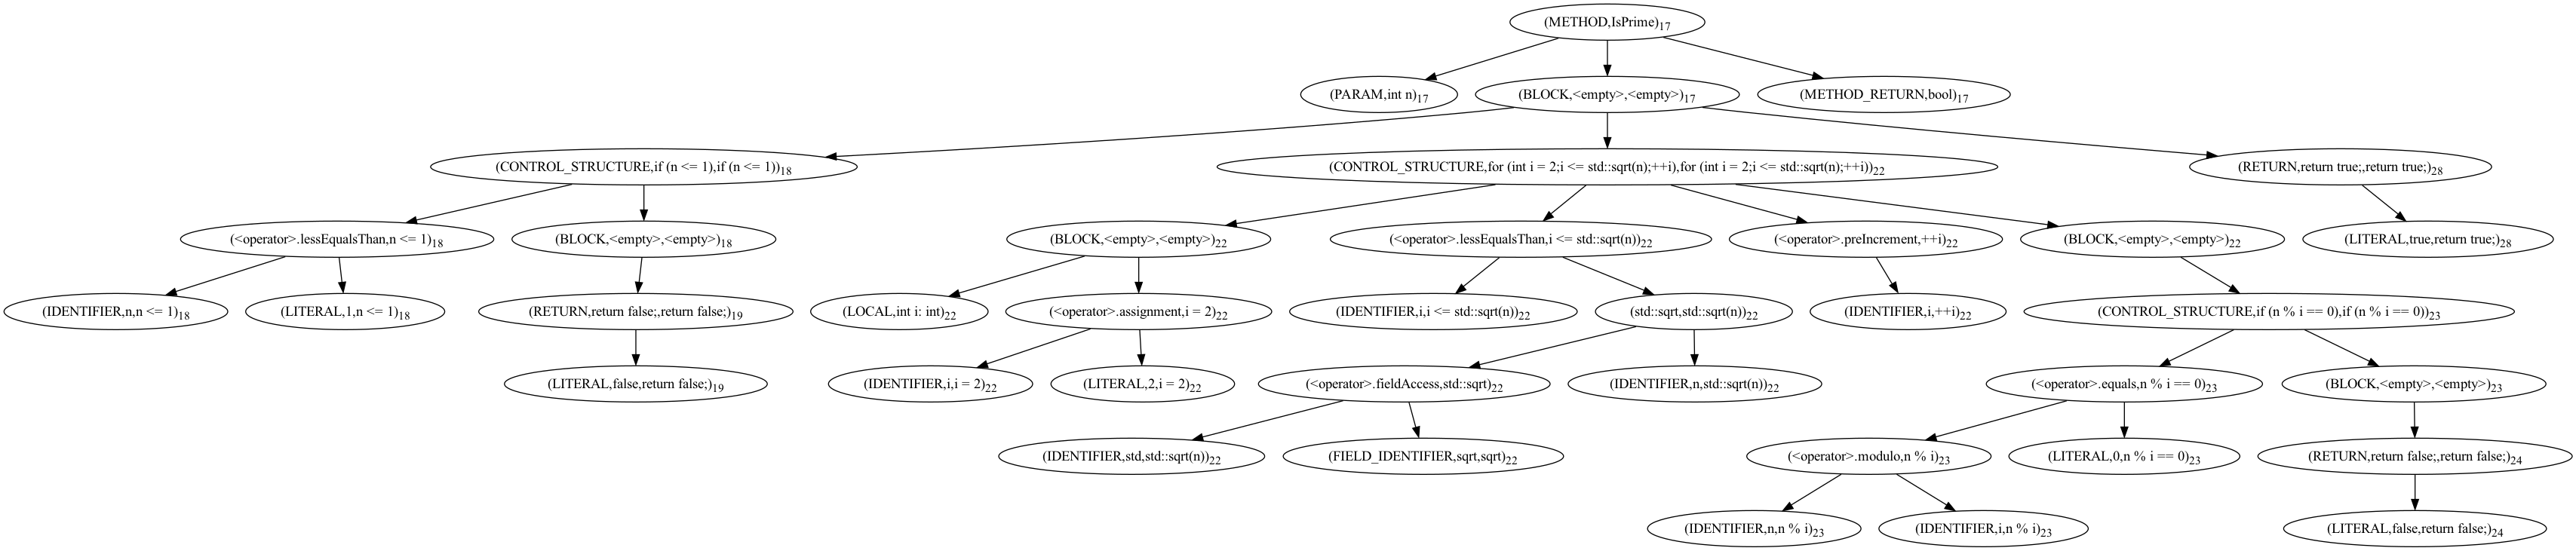 (METHOD,IsPrime)17
(PARAM,int n)17
(BLOCK,<empty>,<empty>)17
(METHOD_RETURN,bool)17
(CONTROL_STRUCTURE,if (n <= 1),if (n <= 1))18
(CONTROL_STRUCTURE,for (int i = 2;i <= std::sqrt(n);++i),for (int i = 2;i <= std::sqrt(n);++i))22
(RETURN,return true;,return true;)28
(<operator>.lessEqualsThan,n <= 1)18
(BLOCK,<empty>,<empty>)18
(BLOCK,<empty>,<empty>)22
(<operator>.lessEqualsThan,i <= std::sqrt(n))22
(<operator>.preIncrement,++i)22
(BLOCK,<empty>,<empty>)22
(LITERAL,true,return true;)28
(IDENTIFIER,n,n <= 1)18
(LITERAL,1,n <= 1)18
(RETURN,return false;,return false;)19
(LOCAL,int i: int)22
(<operator>.assignment,i = 2)22
(IDENTIFIER,i,i <= std::sqrt(n))22
(std::sqrt,std::sqrt(n))22
(IDENTIFIER,i,++i)22
(CONTROL_STRUCTURE,if (n % i == 0),if (n % i == 0))23
(LITERAL,false,return false;)19
(IDENTIFIER,i,i = 2)22
(LITERAL,2,i = 2)22
(<operator>.fieldAccess,std::sqrt)22
(IDENTIFIER,n,std::sqrt(n))22
(<operator>.equals,n % i == 0)23
(BLOCK,<empty>,<empty>)23
(IDENTIFIER,std,std::sqrt(n))22
(FIELD_IDENTIFIER,sqrt,sqrt)22
(<operator>.modulo,n % i)23
(LITERAL,0,n % i == 0)23
(RETURN,return false;,return false;)24
(IDENTIFIER,n,n % i)23
(IDENTIFIER,i,n % i)23
(LITERAL,false,return false;)24